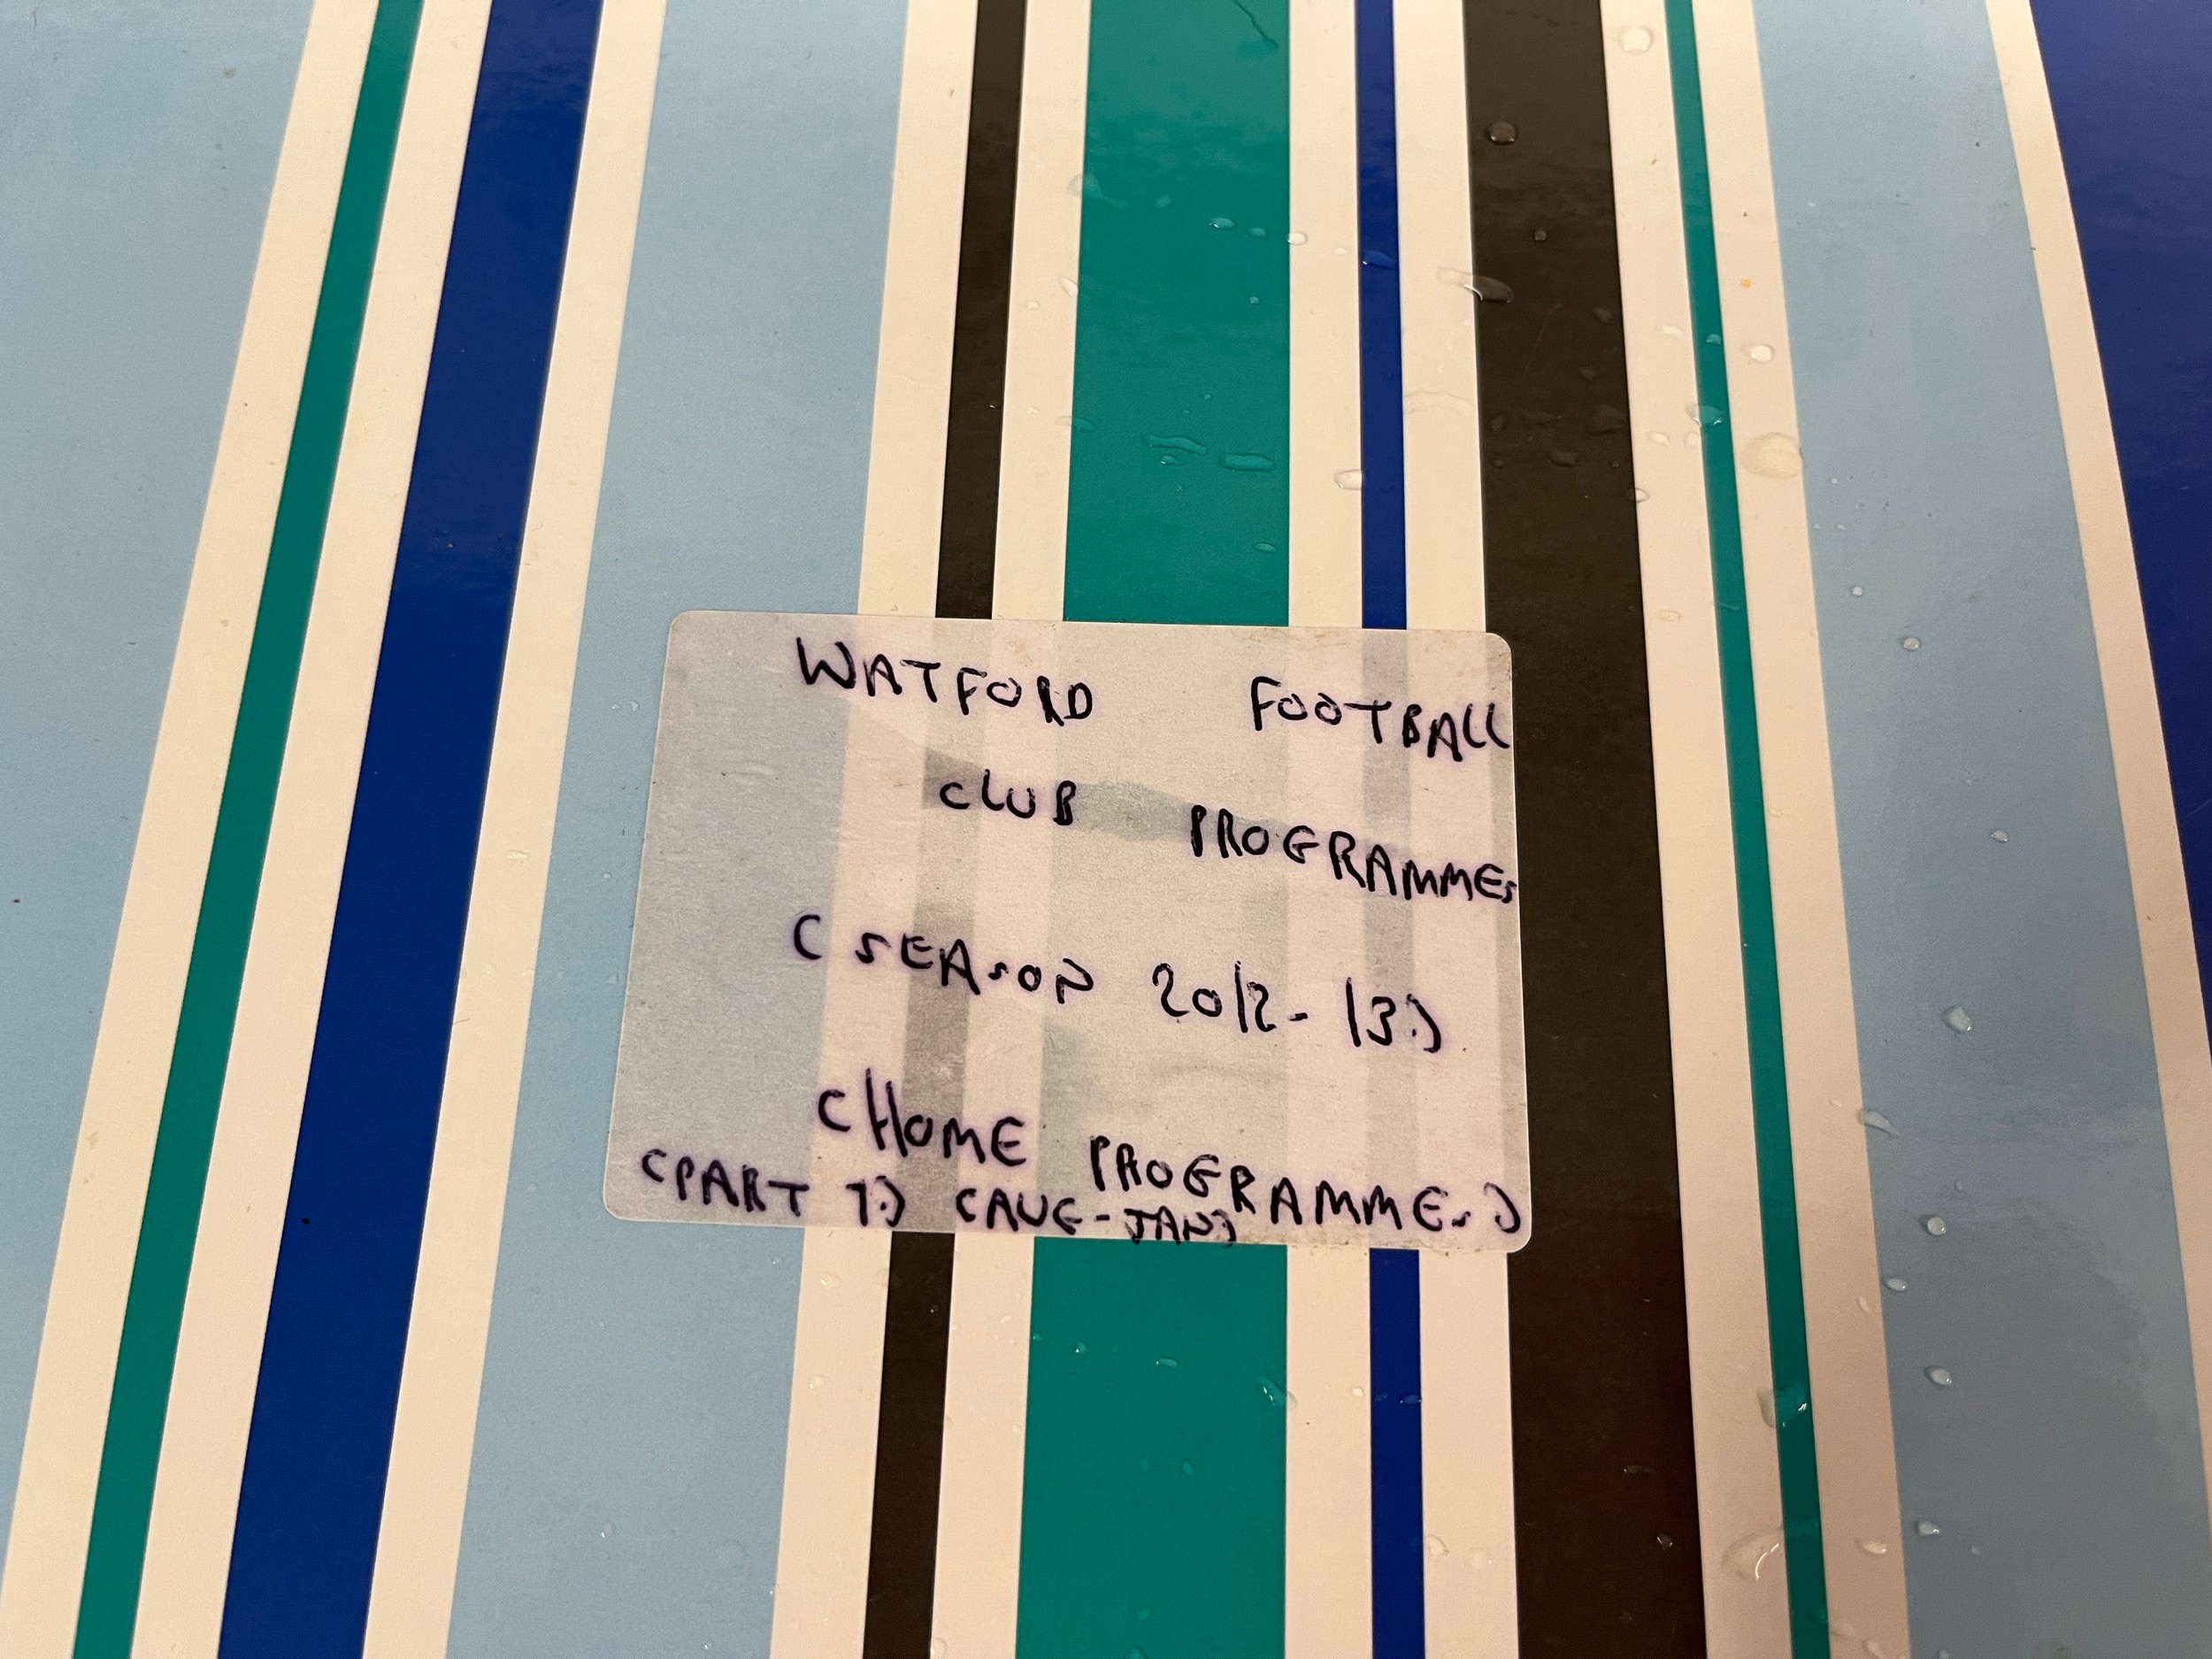 WATFORD FOOTBALL
CLUB PROGRAMMES
(SEASON 2012-13.)
(HOME PROGRAMMES)
(PART 1.) (AUG-JAN)